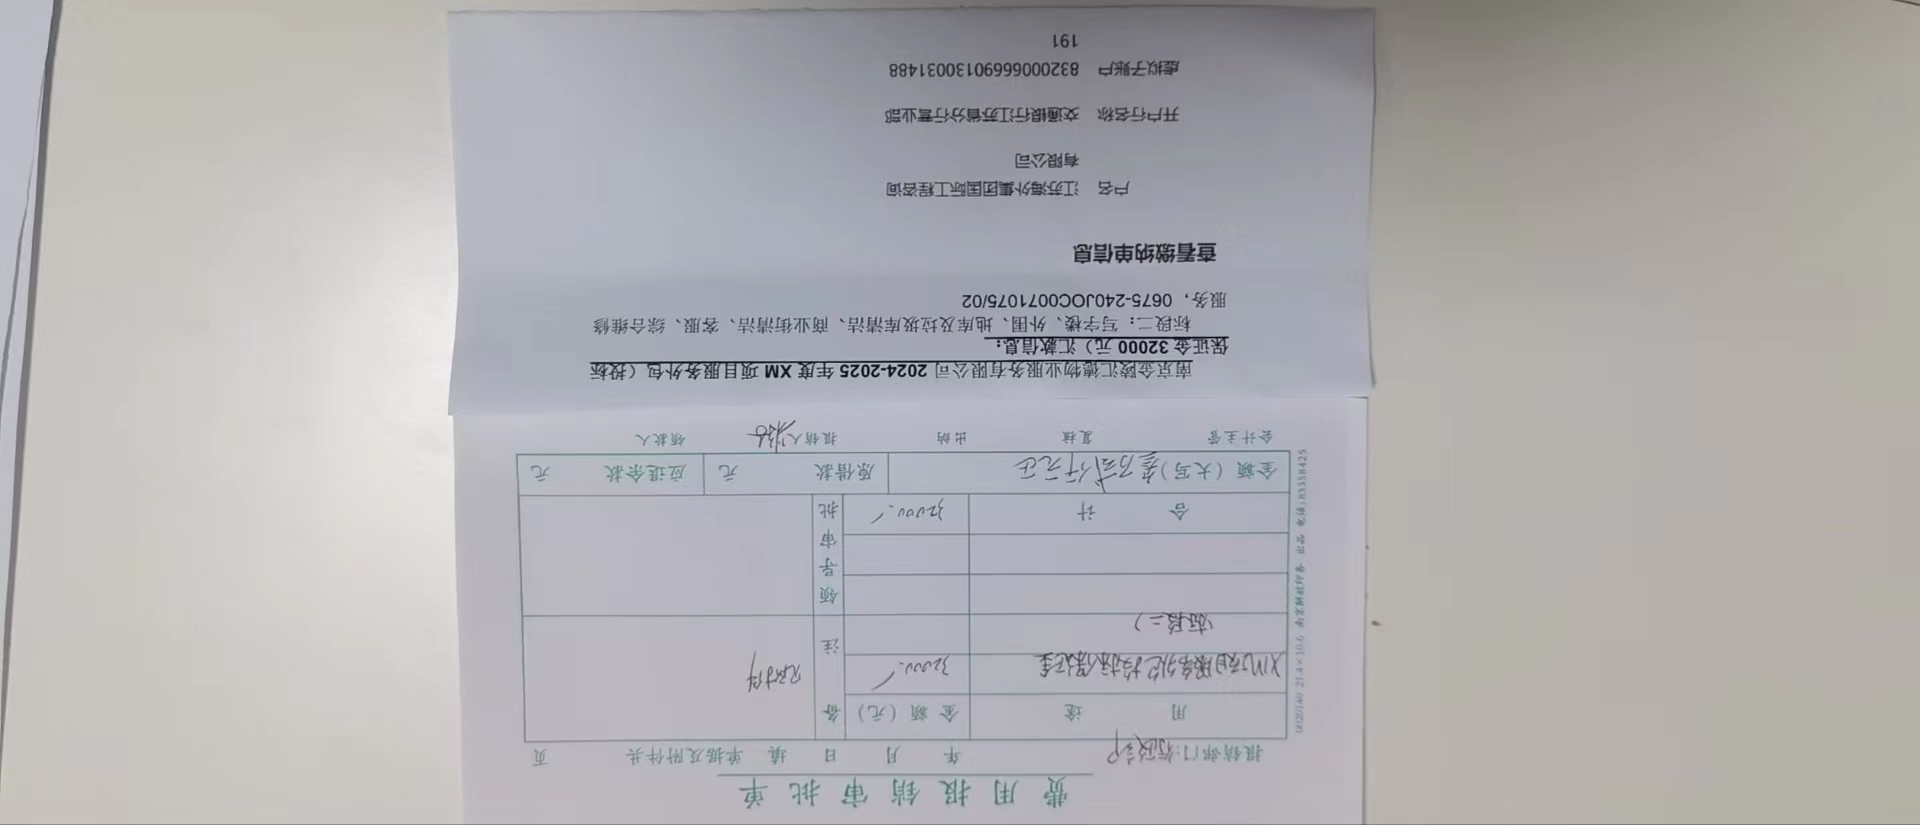 费用报销审批单
报销部门:行政部 年 月 日 填 单据及附件共 页
用 途 金 额 (元) 备注
XM项目服务外包投标保证金 32000.
(标段二)
见附件
领导审批
合 计 32000.
金额(大写)叁万贰仟元正 原借款 元 应退余款 元
会计主管 复核 出纳 报销人 领款人
南京金陵汇德物业服务有限公司 2024-2025 年度 XM 项目服务外包(投标
保证金 32000 元)汇款信息:
标段二:写字楼、外围、地库及垃圾库清洁、商业街清洁、客服、综合维修
服务,0675-240JOC0071075/02
查看缴纳单信息
户名 江苏海外集团国际工程咨询
有限公司
开户行名称 交通银行江苏省分行营业部
虚拟子账户 83200066690130031488
191